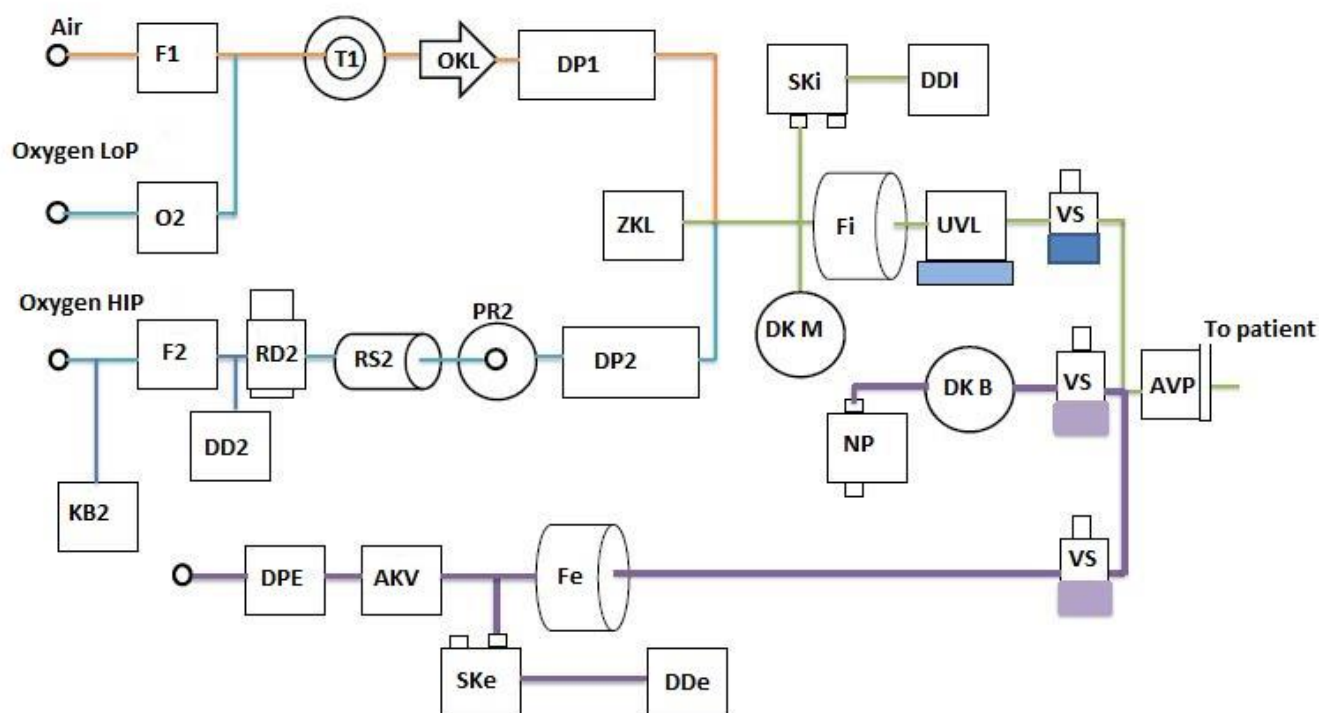 Air
F1
T1
OKL
DP1
SKi
DDI
Oxygen LoP
O2
ZKL
Fi
UVL
VS
Oxygen HIP
F2
RD2
RS2
PR2
DP2
DK M
To patient
DD2
KB2
NP
DK B
VS
AVP
DPE
AKV
Fe
VS
SKe
DDe